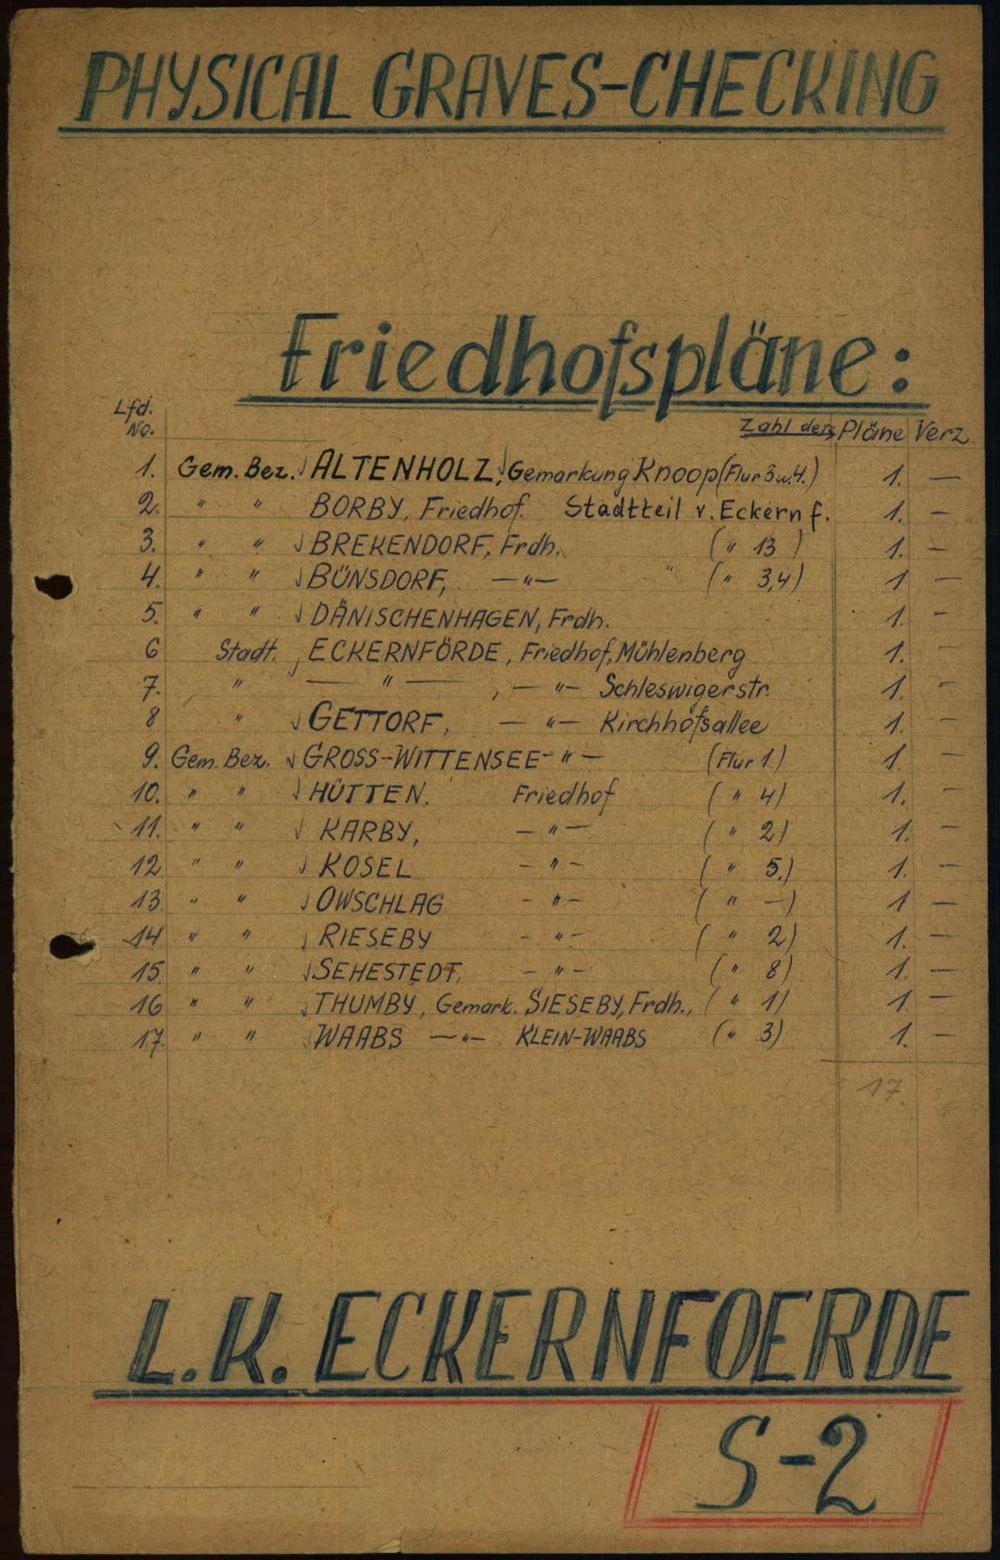 PHYSICAL GRAVES-CHECKING
Friedhofspläne:
Lfd. No. Zahl der: Pläne Verz.
1. Gem. Bez. √ ALTENHOLZ, √ Gemarkung Knoop (Flur 3 u. 4.) 1. —
2. " " BORBY, Friedhof. Stadtteil v. Eckernf. 1. —
3. " " √ BREKENDORF, Frdh. ( " 13 ) 1. —
4. " " √ BÜNSDORF, —"— ( " 3,4) 1 —
5. " " √ DÄNISCHENHAGEN, Frdh. 1. —
6 Stadt. , ECKERNFÖRDE, Friedhof, Mühlenberg 1. —
7. " — " — , — "— Schleswigerstr. 1. —
8 " √ GETTORF, — "— Kirchhofsallee 1. —
9. Gem. Bez. √ GROSS-WITTENSEE -"— (Flur 1.) 1. —
10. " " √ HÜTTEN. Friedhof ( " 4) 1. —
11. " " √ KARBY, —"— ( " 2) 1. —
12 " " √ KOSEL —"— ( " 5.) 1. —
13. " " √ OWSCHLAG —"— ( " —) 1 —
14 " " √ RIESEBY —"— ( " 2) 1. —
15. " " √ SEHESTEDT, —"— ( " 8) 1. —
16 " " √ THUMBY, Gemark. SIESEBY, Frdh., ( " 1) 1 —
17. " " √ WAABS —"— KLEIN-WAABS ( " 3) 1. —
17.
L.K. ECKERNFOERDE
S-2